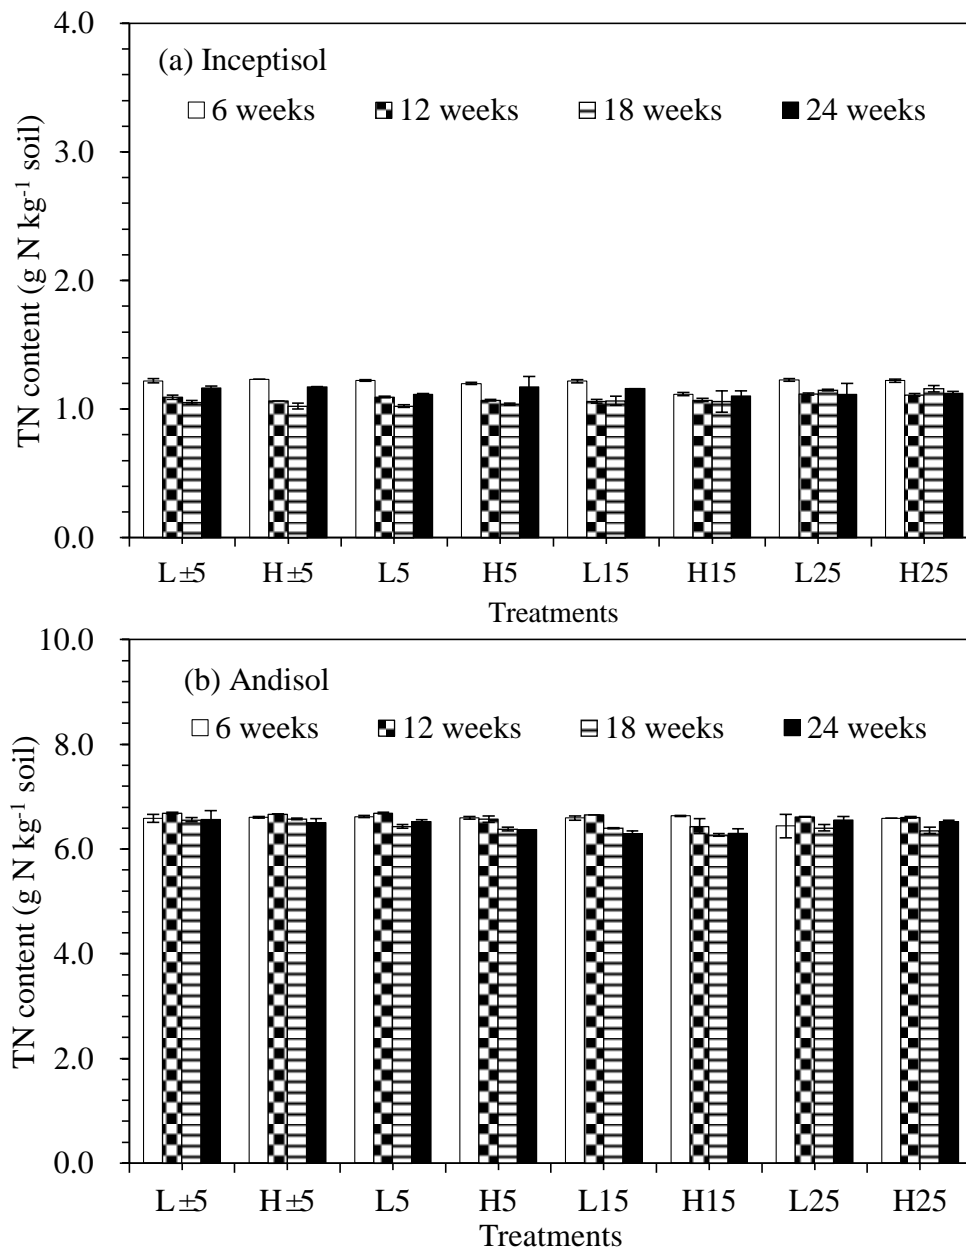 4.0
(a) Inceptisol
6 weeks 12 weeks 18 weeks 24 weeks
3.0
2.0
1.0
0.0
TN content (g N kg-1 soil)
L±5 H±5 L5 H5 L15 H15 L25 H25
Treatments
10.0
(b) Andisol
6 weeks 12 weeks 18 weeks 24 weeks
8.0
6.0
4.0
2.0
0.0
TN content (g N kg-1 soil)
L±5 H±5 L5 H5 L15 H15 L25 H25
Treatments